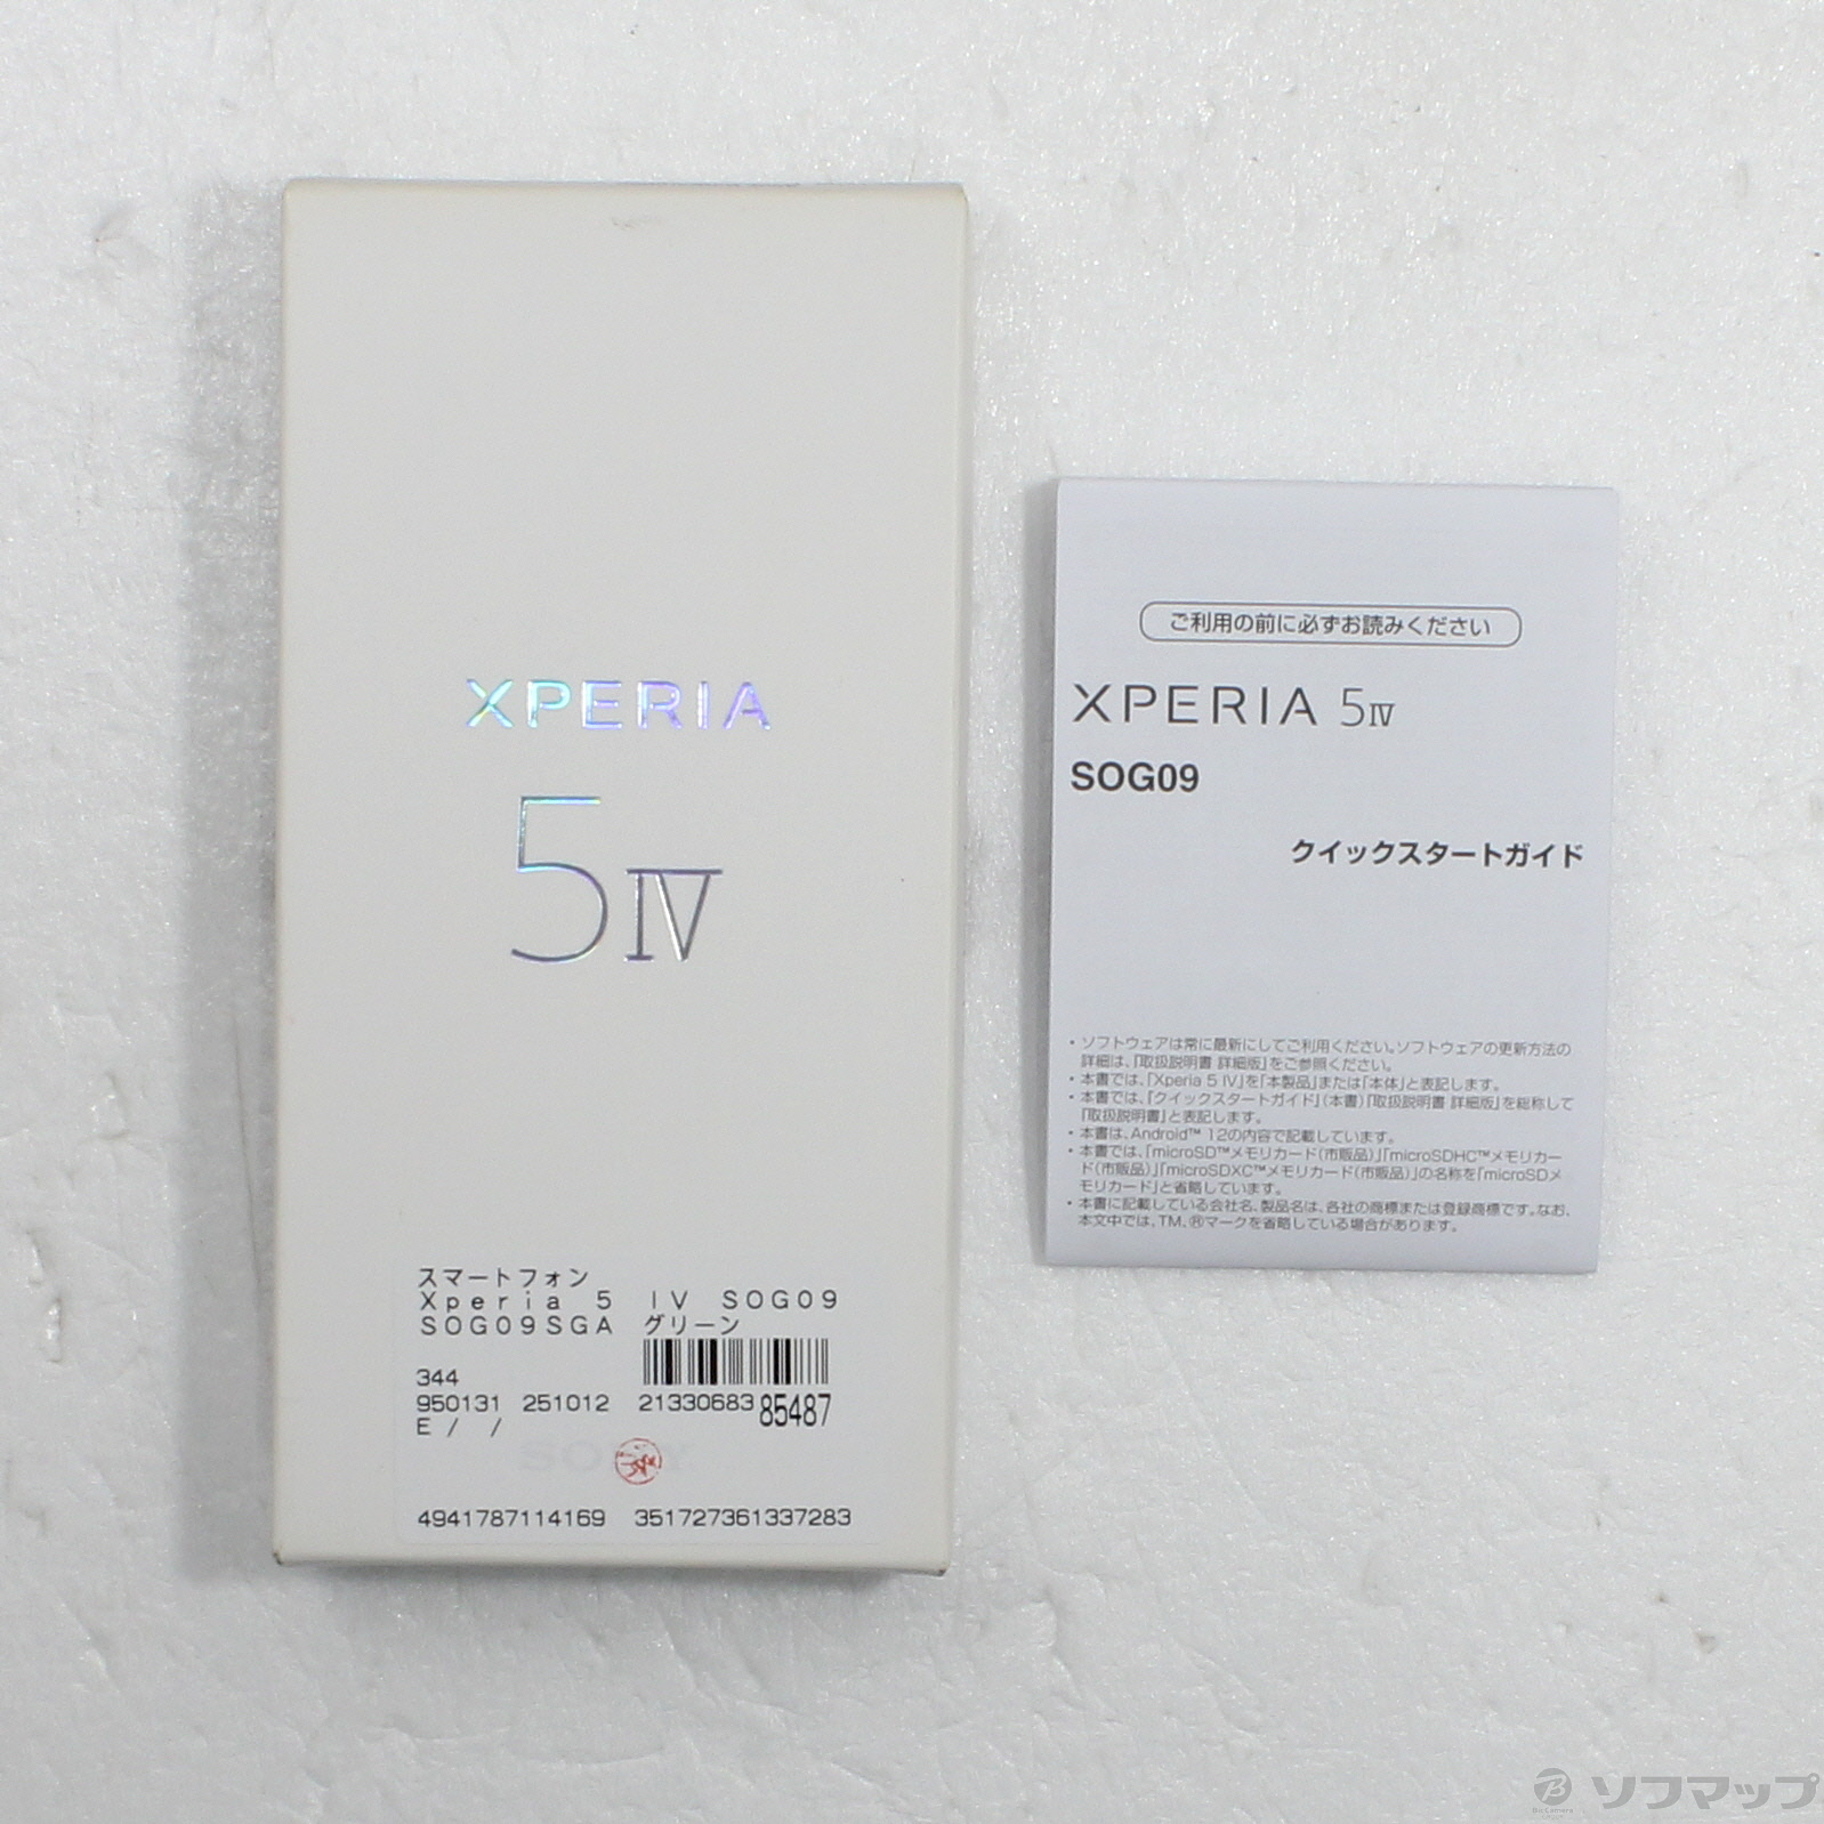 XPERIA
5IV
スマートフォン
Xperia 5 IV SOG09
SOG09SGA グリーン
344
950131 251012 21330683 85487
E / /
4941787114169 351727361337283
ご利用の前に必ずお読みください
XPERIA 5IV
SOG09
クイックスタートガイド
・ソフトウェアは常に最新にしてご利用ください。ソフトウェアの更新方法の
詳細は、「取扱説明書 詳細版」をご参照ください。
・本書では、「Xperia 5 IV」を「本製品」または「本体」と表記します。
・本書では、「クイックスタートガイド」（本書）「取扱説明書 詳細版」を総称して
「取扱説明書」と表記します。
・本書は、Android™ 12の内容で記載しています。
・本書では、「microSD™メモリカード（市販品）」「microSDHC™メモリカー
ド（市販品）」「microSDXC™メモリカード（市販品）」の名称を「microSDメ
モリカード」と省略しています。
・本書に記載している会社名、製品名は、各社の商標または登録商標です。なお、
本文中では、TM、®マークを省略している場合があります。
ソフマップ